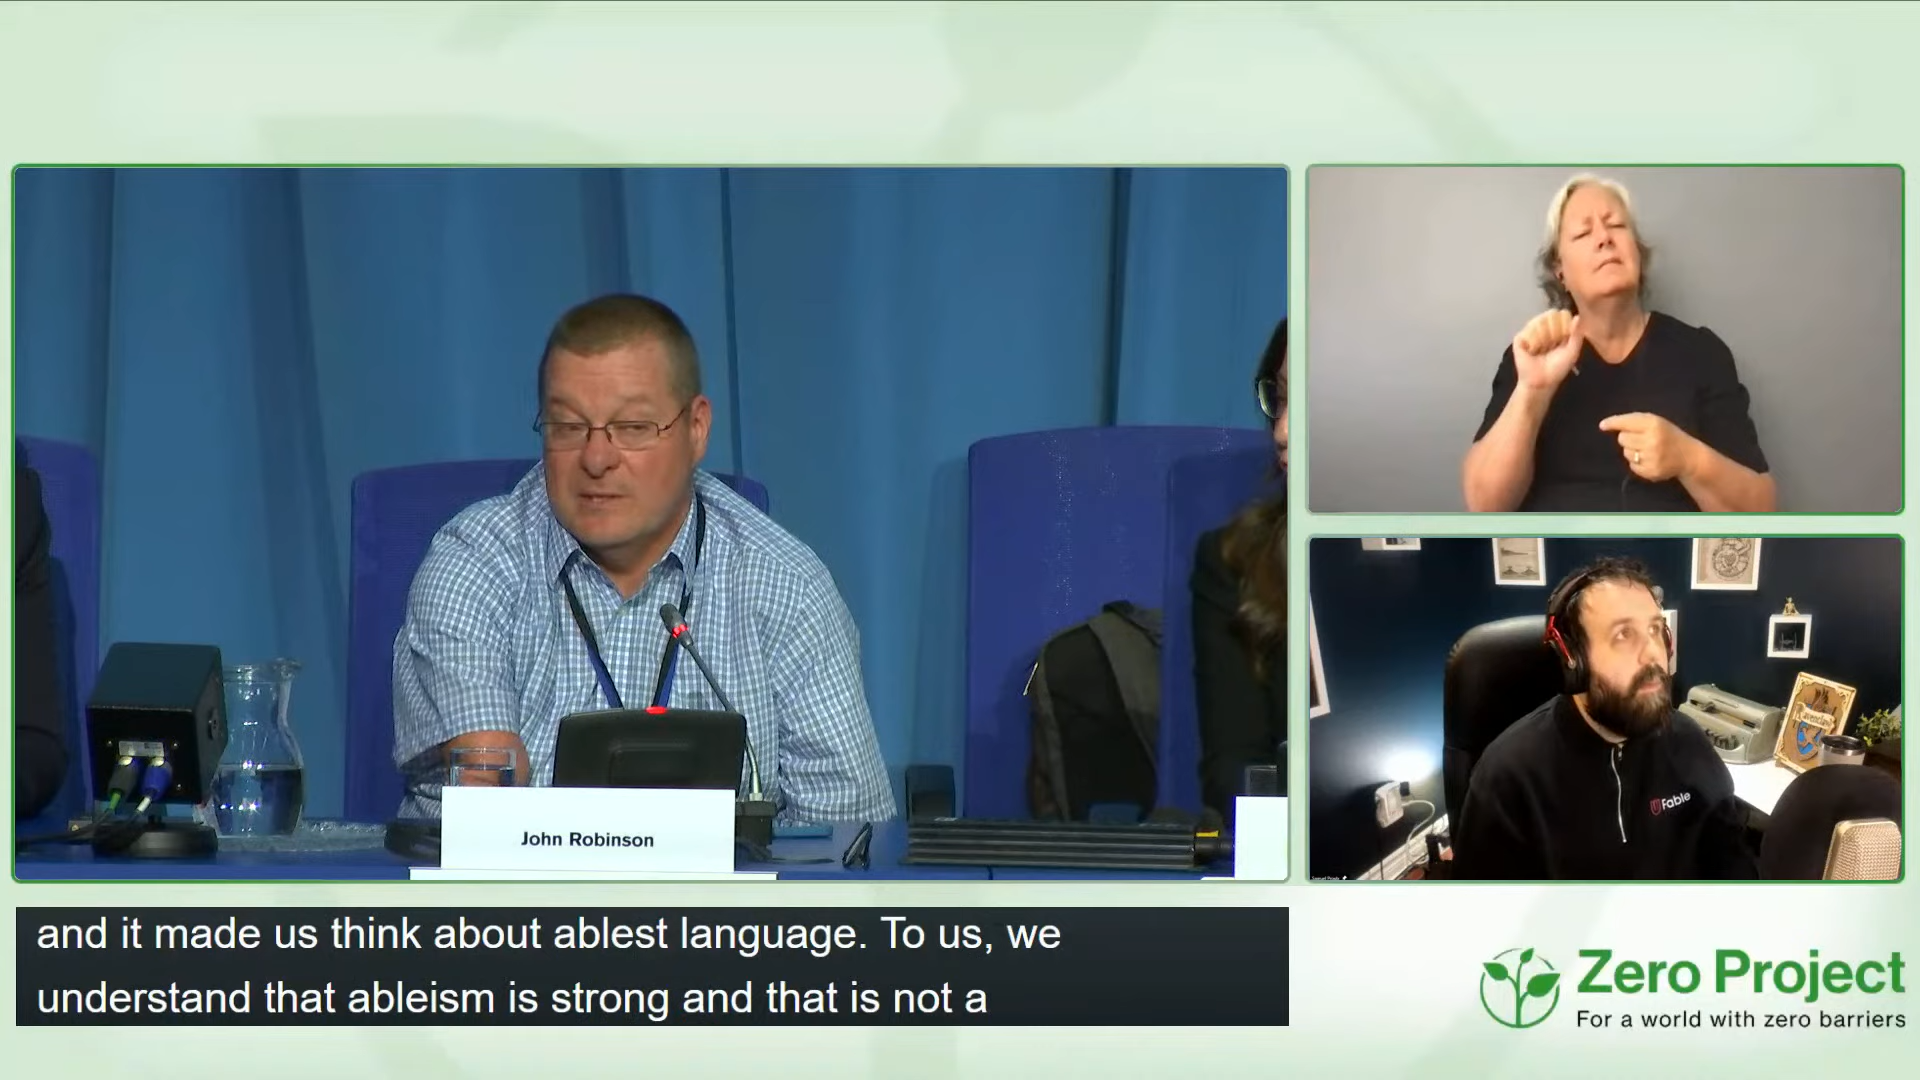 John Robinson
Fable
and it made us think about ablest language. To us, we
understand that ableism is strong and that is not a
Zero Project
For a world with zero barriers